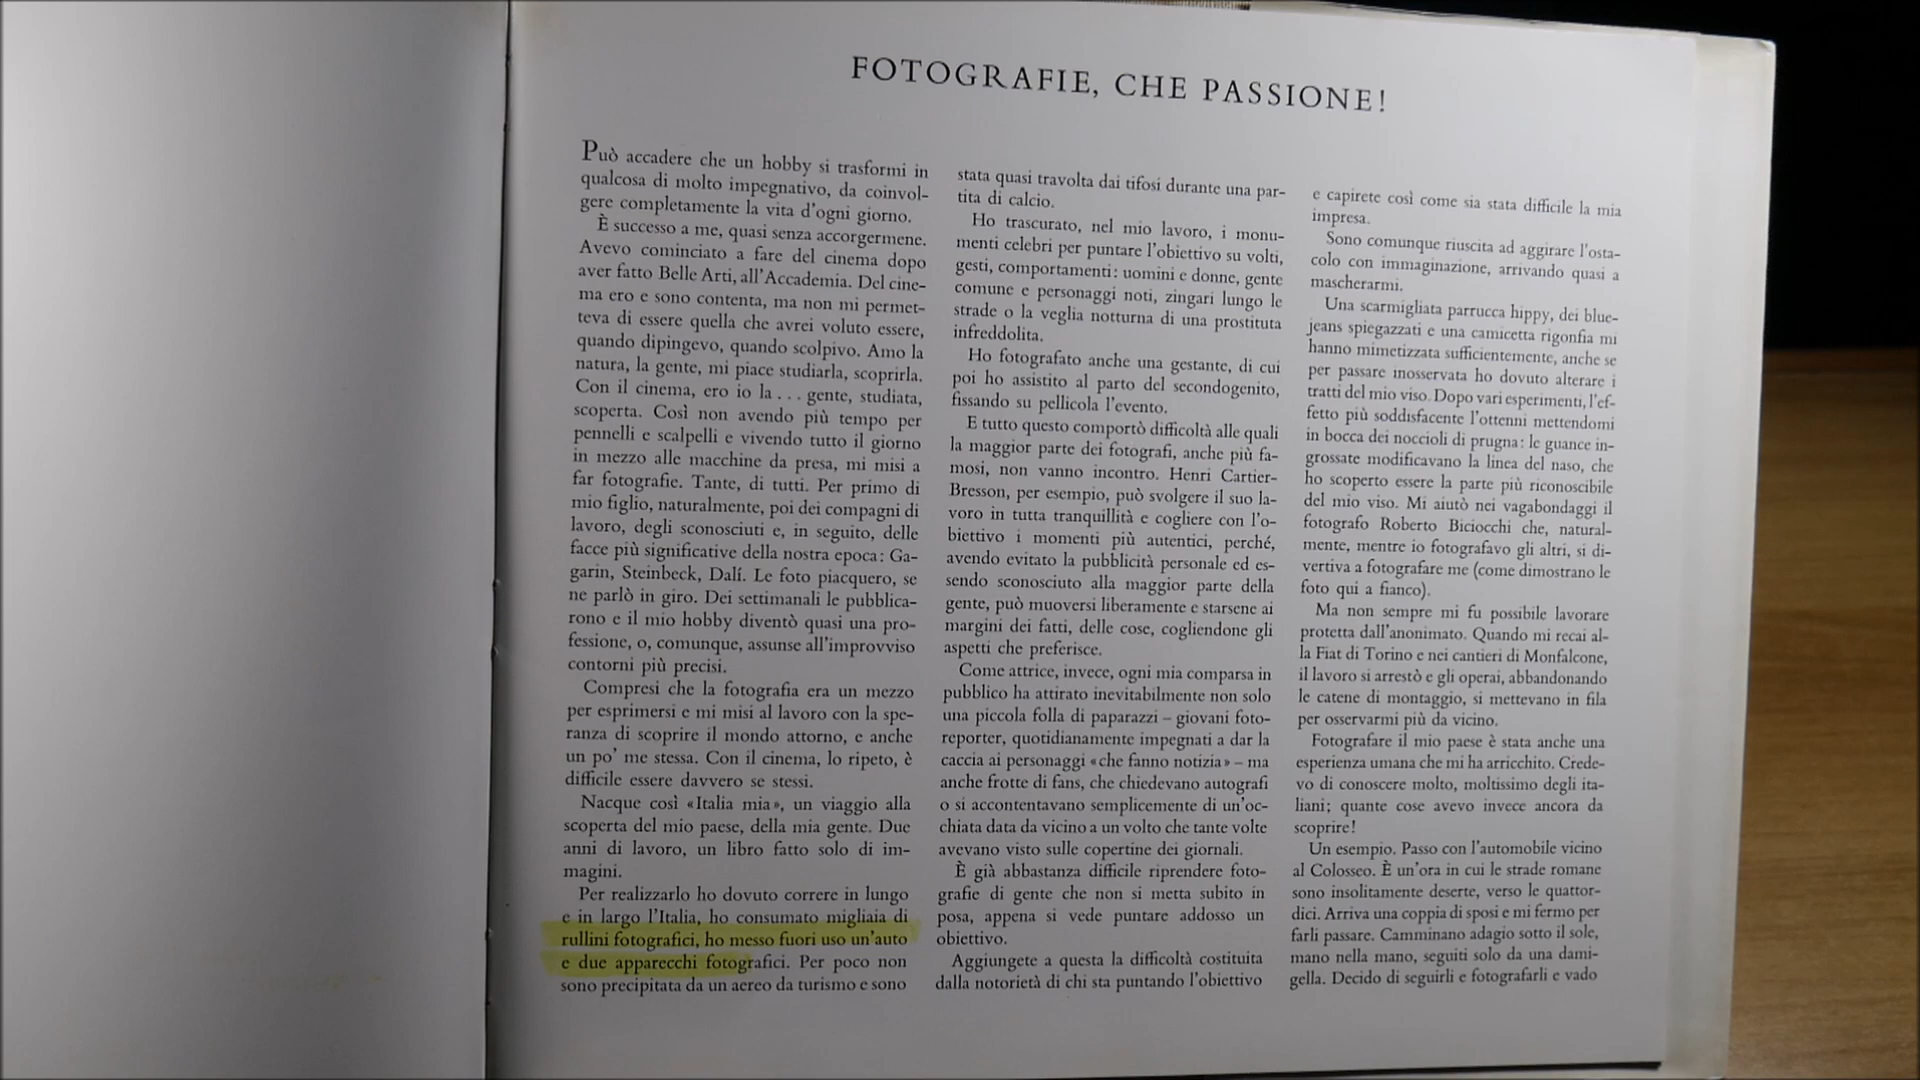 FOTOGRAFIE, CHE PASSIONE!
Può accadere che un hobby si trasformi in
qualcosa di molto impegnativo, da coinvol-
gere completamente la vita d'ogni giorno.
È successo a me, quasi senza accorgermene.
Avevo cominciato a fare del cinema dopo
aver fatto Belle Arti, all'Accademia. Del cine-
ma ero e sono contenta, ma non mi permet-
teva di essere quella che avrei voluto essere,
quando dipingevo, quando scolpivo. Amo la
natura, la gente, mi piace studiarla, scoprirla.
Con il cinema, ero io la . . . gente, studiata,
scoperta. Così non avendo più tempo per
pennelli e scalpelli e vivendo tutto il giorno
in mezzo alle macchine da presa, mi misi a
far fotografie. Tante, di tutti. Per primo di
mio figlio, naturalmente, poi dei compagni di
lavoro, degli sconosciuti e, in seguito, delle
facce più significative della nostra epoca: Ga-
garin, Steinbeck, Dalí. Le foto piacquero, se
ne parlò in giro. Dei settimanali le pubblica-
rono e il mio hobby diventò quasi una pro-
fessione, o, comunque, assunse all'improvviso
contorni più precisi.
Compresi che la fotografia era un mezzo
per esprimersi e mi misi al lavoro con la spe-
ranza di scoprire il mondo attorno, e anche
un po' me stessa. Con il cinema, lo ripeto, è
difficile essere davvero se stessi.
Nacque così «Italia mia», un viaggio alla
scoperta del mio paese, della mia gente. Due
anni di lavoro, un libro fatto solo di im-
magini.
Per realizzarlo ho dovuto correre in lungo
e in largo l'Italia, ho consumato migliaia di
rullini fotografici, ho messo fuori uso un'auto
e due apparecchi fotografici. Per poco non
sono precipitata da un aereo da turismo e sono
stata quasi travolta dai tifosi durante una par-
tita di calcio.
Ho trascurato, nel mio lavoro, i monu-
menti celebri per puntare l'obiettivo su volti,
gesti, comportamenti: uomini e donne, gente
comune e personaggi noti, zingari lungo le
strade o la veglia notturna di una prostituta
infreddolita.
Ho fotografato anche una gestante, di cui
poi ho assistito al parto del secondogenito,
fissando su pellicola l'evento.
E tutto questo comportò difficoltà alle quali
la maggior parte dei fotografi, anche più fa-
mosi, non vanno incontro. Henri Cartier-
Bresson, per esempio, può svolgere il suo la-
voro in tutta tranquillità e cogliere con l'o-
biettivo i momenti più autentici, perché,
avendo evitato la pubblicità personale ed es-
sendo sconosciuto alla maggior parte della
gente, può muoversi liberamente e starsene ai
margini dei fatti, delle cose, cogliendone gli
aspetti che preferisce.
Come attrice, invece, ogni mia comparsa in
pubblico ha attirato inevitabilmente non solo
una piccola folla di paparazzi – giovani foto-
reporter, quotidianamente impegnati a dar la
caccia ai personaggi «che fanno notizia» – ma
anche frotte di fans, che chiedevano autografi
o si accontentavano semplicemente di un'oc-
chiata data da vicino a un volto che tante volte
avevano visto sulle copertine dei giornali.
È già abbastanza difficile riprendere foto-
grafie di gente che non si metta subito in
posa, appena si vede puntare addosso un
obiettivo.
Aggiungete a questa la difficoltà costituita
dalla notorietà di chi sta puntando l'obiettivo
e capirete così come sia stata difficile la mia
impresa.
Sono comunque riuscita ad aggirare l'osta-
colo con immaginazione, arrivando quasi a
mascherarmi.
Una scarmigliata parrucca hippy, dei blue-
jeans spiegazzati e una camicetta rigonfia mi
hanno mimetizzata sufficientemente, anche se
per passare inosservata ho dovuto alterare i
tratti del mio viso. Dopo vari esperimenti, l'ef-
fetto più soddisfacente l'ottenni mettendomi
in bocca dei noccioli di prugna: le guance in-
grossate modificavano la linea del naso, che
ho scoperto essere la parte più riconoscibile
del mio viso. Mi aiutò nei vagabondaggi il
fotografo Roberto Biciocchi che, natural-
mente, mentre io fotografavo gli altri, si di-
vertiva a fotografare me (come dimostrano le
foto qui a fianco).
Ma non sempre mi fu possibile lavorare
protetta dall'anonimato. Quando mi recai al-
la Fiat di Torino e nei cantieri di Monfalcone,
il lavoro si arrestò e gli operai, abbandonando
le catene di montaggio, si mettevano in fila
per osservarmi più da vicino.
Fotografare il mio paese è stata anche una
esperienza umana che mi ha arricchito. Crede-
vo di conoscere molto, moltissimo degli ita-
liani; quante cose avevo invece ancora da
scoprire!
Un esempio. Passo con l'automobile vicino
al Colosseo. È un'ora in cui le strade romane
sono insolitamente deserte, verso le quattor-
dici. Arriva una coppia di sposi e mi fermo per
farli passare. Camminano adagio sotto il sole,
mano nella mano, seguiti solo da una dami-
gella. Decido di seguirli e fotografarli e vado